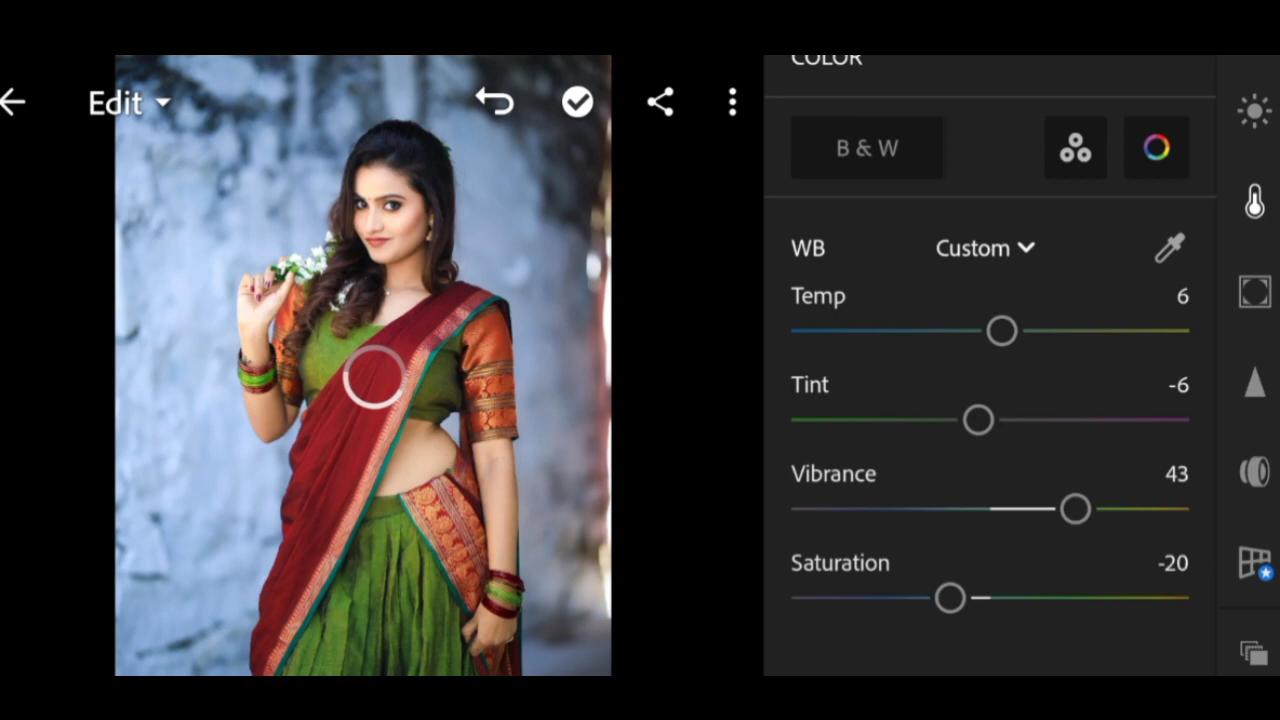 Edit
COLOR
B & W
WB Custom
Temp 6
Tint -6
Vibrance 43
Saturation -20